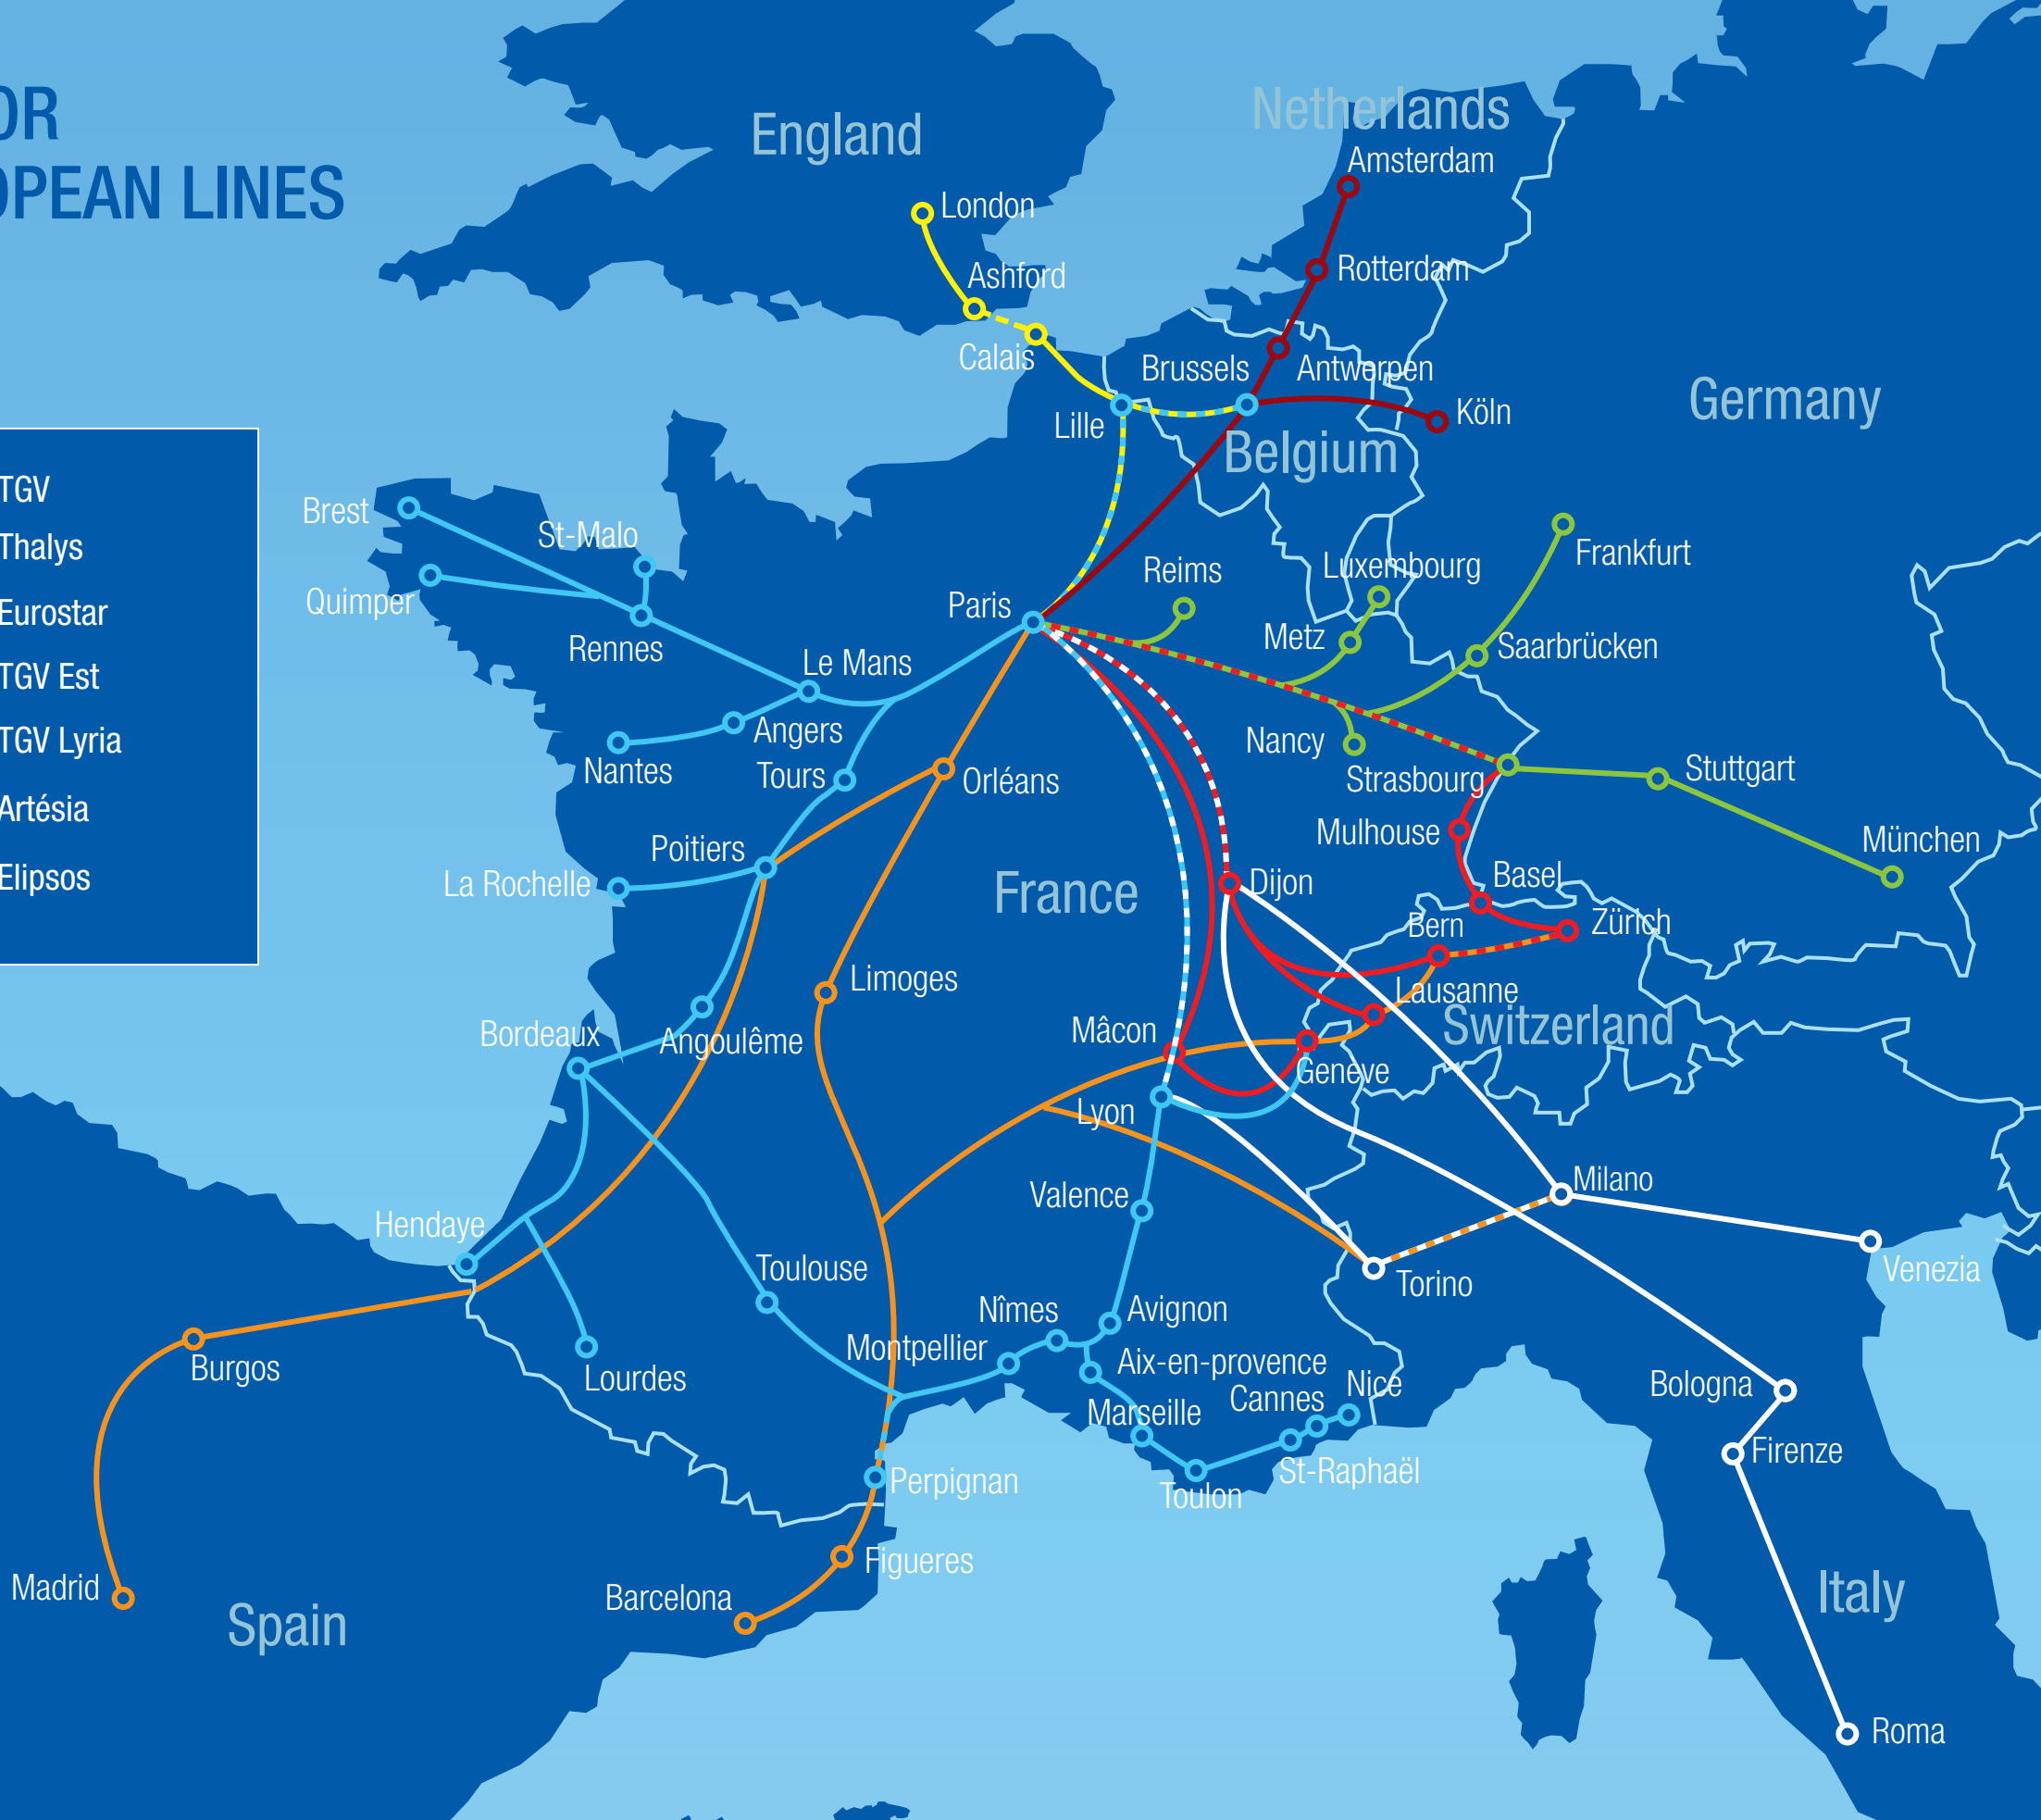 OR
OPEAN LINES
TGV
Thalys
Eurostar
TGV Est
TGV Lyria
Artésia
Elipsos
England
Netherlands
Amsterdam
London
Rotterdam
Ashford
Calais
Brussels
Antwerpen
Germany
Lille
Köln
Belgium
Brest
St-Malo
Frankfurt
Reims
Luxembourg
Quimper
Paris
Metz
Saarbrücken
Rennes
Le Mans
Angers
Nancy
Nantes
Tours
Orléans
Strasbourg
Stuttgart
Mulhouse
München
Poitiers
La Rochelle
France
Dijon
Basel
Bern
Zürich
Limoges
Lausanne
Switzerland
Bordeaux
Angoulême
Mâcon
Geneve
Lyon
Milano
Valence
Hendaye
Toulouse
Torino
Venezia
Nîmes
Avignon
Burgos
Lourdes
Montpellier
Aix-en-provence
Cannes
Nice
Bologna
Marseille
Firenze
Perpignan
St-Raphaël
Toulon
Madrid
Figueres
Barcelona
Spain
Italy
Roma